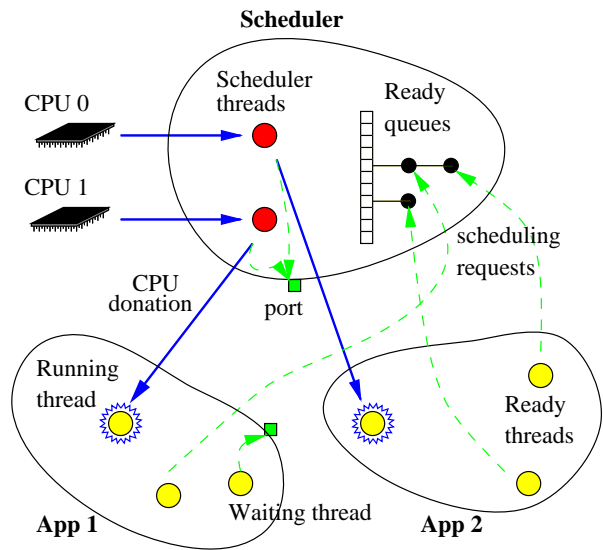 Scheduler
CPU 0
Scheduler
threads
Ready
queues
CPU 1
scheduling
requests
CPU
donation
port
Running
thread
Ready
threads
Waiting thread
App 1
App 2